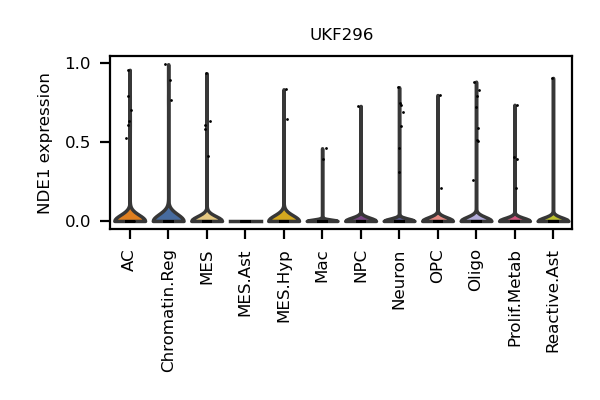 UKF296
NDE1 expression
1.0
0.5
0.0
AC
Chromatin.Reg
MES
MES.Ast
MES.Hyp
Mac
NPC
Neuron
OPC
Oligo
Prolif.Metab
Reactive.Ast